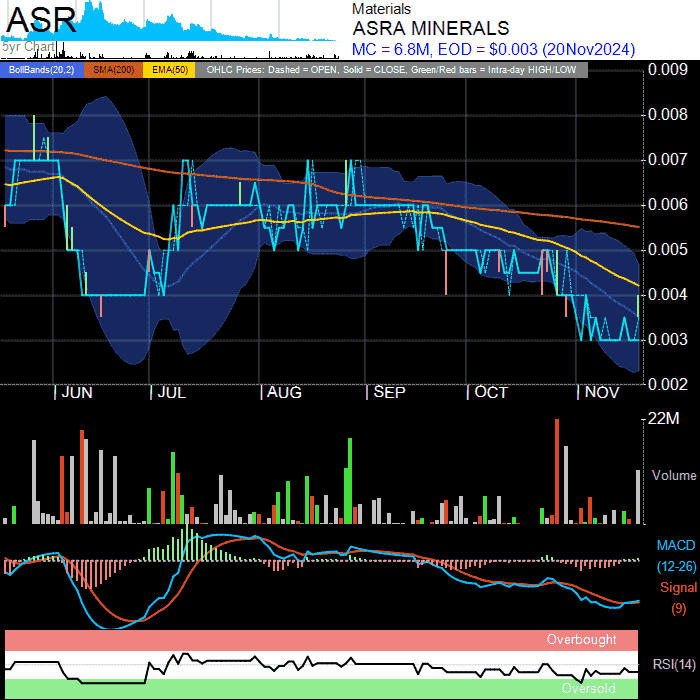 ASR
5yr Chart
Materials
ASRA MINERALS
MC = 6.8M, EOD = $0.003 (20Nov2024)
BollBands(20,2) SMA(200) EMA(50) OHLC Prices: Dashed = OPEN, Solid = CLOSE, Green/Red bars = Intra-day HIGH/LOW
0.009
0.008
0.007
0.006
0.005
0.004
0.003
0.002
JUN JUL AUG SEP OCT NOV
22M
Volume
MACD
(12-26)
Signal
(9)
Overbought
RSI(14)
Oversold